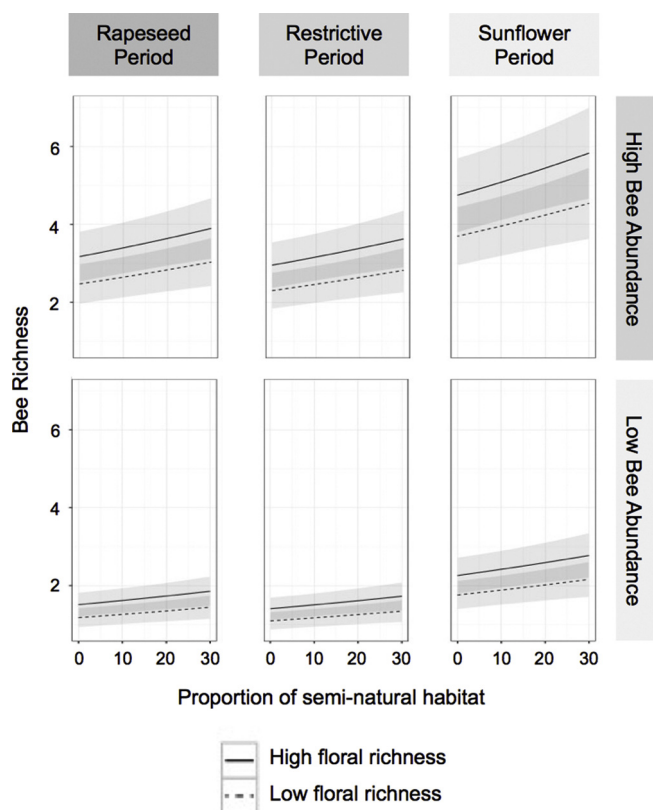 Rapeseed
Period
Restrictive
Period
Sunflower
Period
Bee Richness
6
4
2
High Bee Abundance
6
4
2
Low Bee Abundance
0 10 20 30
0 10 20 30
0 10 20 30
Proportion of semi-natural habitat
High floral richness
Low floral richness